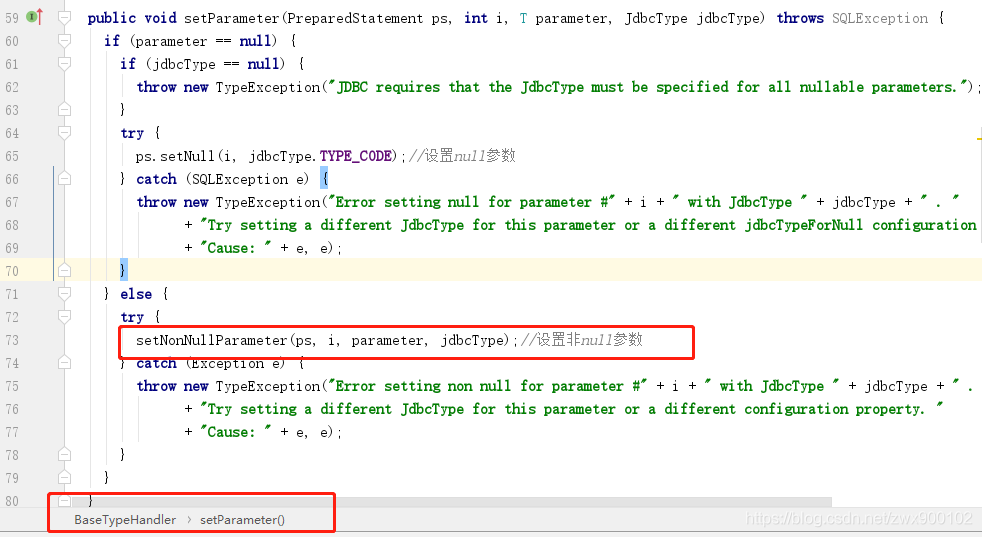 59 public void setParameter(PreparedStatement ps, int i, T parameter, JdbcType jdbcType) throws SQLException {
60 if (parameter == null) {
61 if (jdbcType == null) {
62 throw new TypeException("JDBC requires that the JdbcType must be specified for all nullable parameters.");
63 }
64 try {
65 ps.setNull(i, jdbcType.TYPE_CODE);//设置null参数
66 } catch (SQLException e) {
67 throw new TypeException("Error setting null for parameter #" + i + " with JdbcType " + jdbcType + " . "
68 + "Try setting a different JdbcType for this parameter or a different jdbcTypeForNull configuration
69 + "Cause: " + e, e);
70 }
71 } else {
72 try {
73 setNonNullParameter(ps, i, parameter, jdbcType);//设置非null参数
74 } catch (Exception e) {
75 throw new TypeException("Error setting non null for parameter #" + i + " with JdbcType " + jdbcType + " .
76 + "Try setting a different JdbcType for this parameter or a different configuration property. "
77 + "Cause: " + e, e);
78 }
79 }
80 }
BaseTypeHandler › setParameter()
https://blog.csdn.net/zwx900102